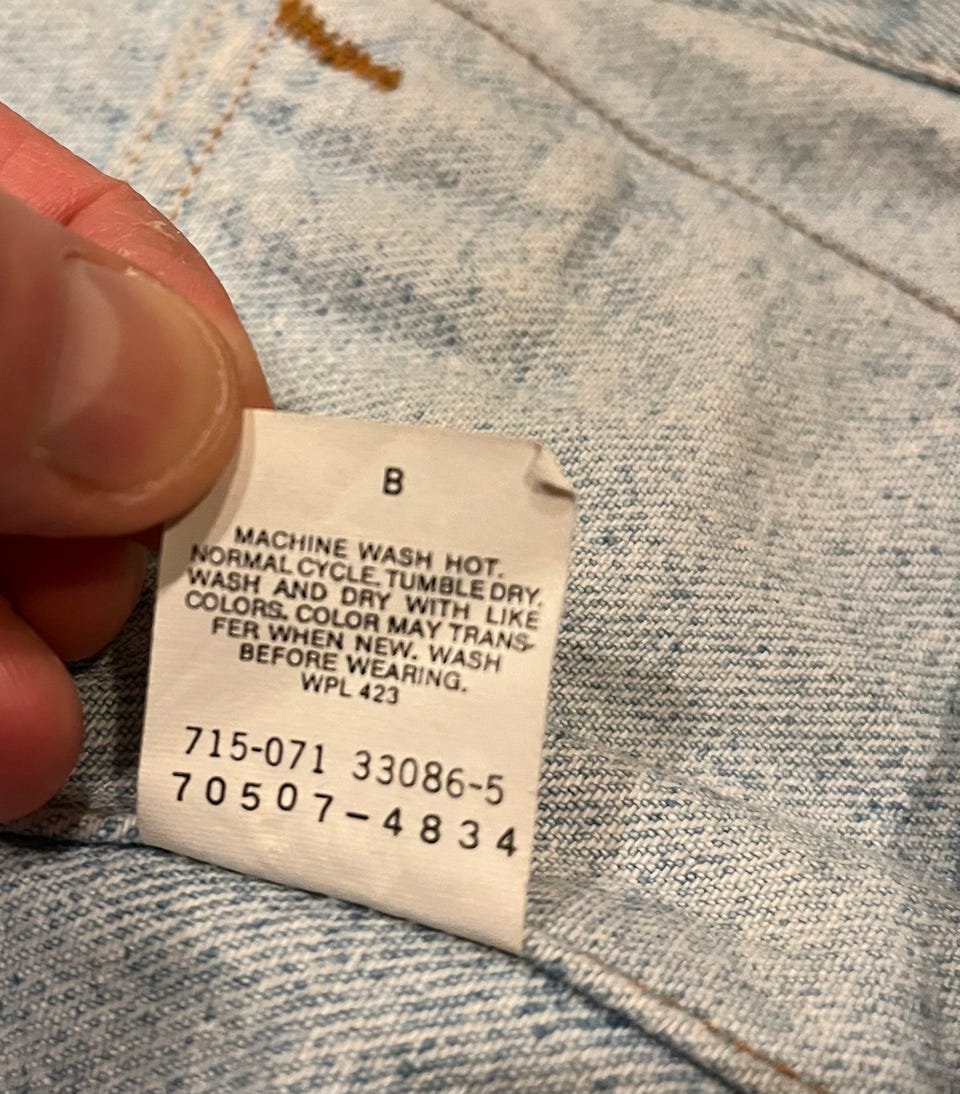 B
MACHINE WASH HOT.
NORMAL CYCLE. TUMBLE DRY.
WASH AND DRY WITH LIKE
COLORS. COLOR MAY TRANS-
FER WHEN NEW. WASH
BEFORE WEARING.
WPL 423
715-071 33086-5
70507-4834